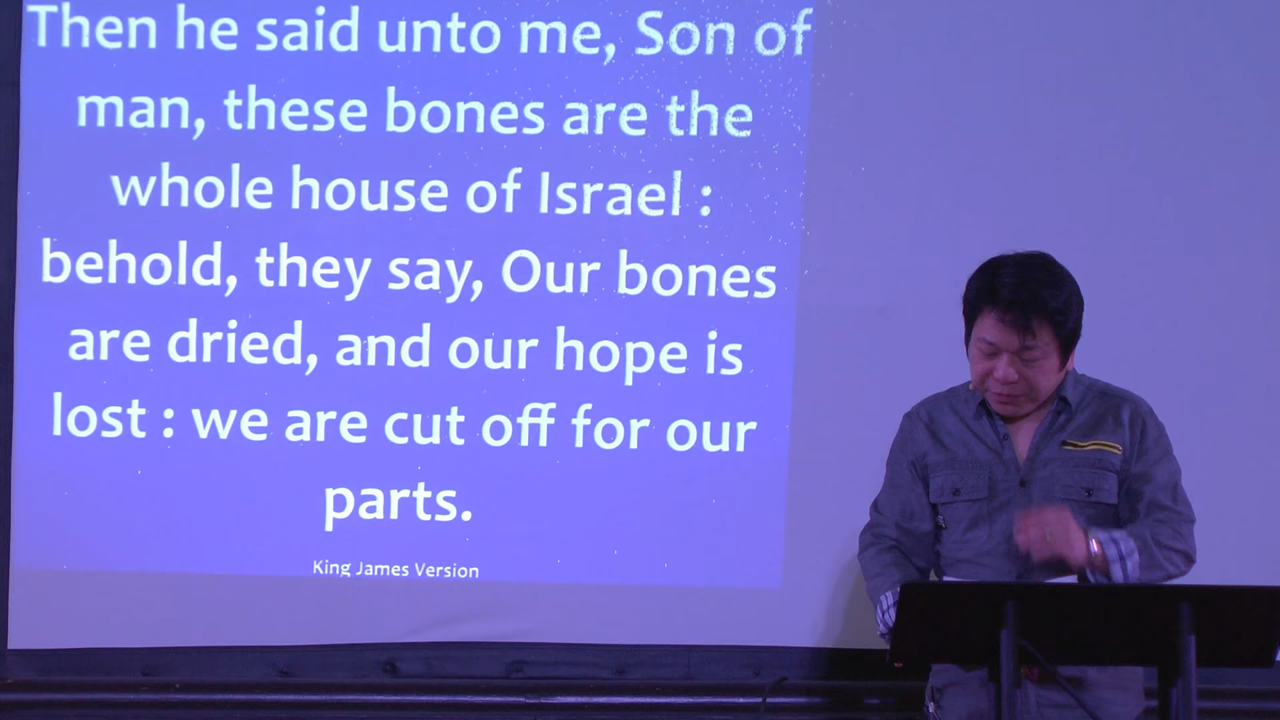 Then he said unto me, Son of
man, these bones are the
whole house of Israel :
behold, they say, Our bones
are dried, and our hope is
lost : we are cut off for our
parts.
King James Version